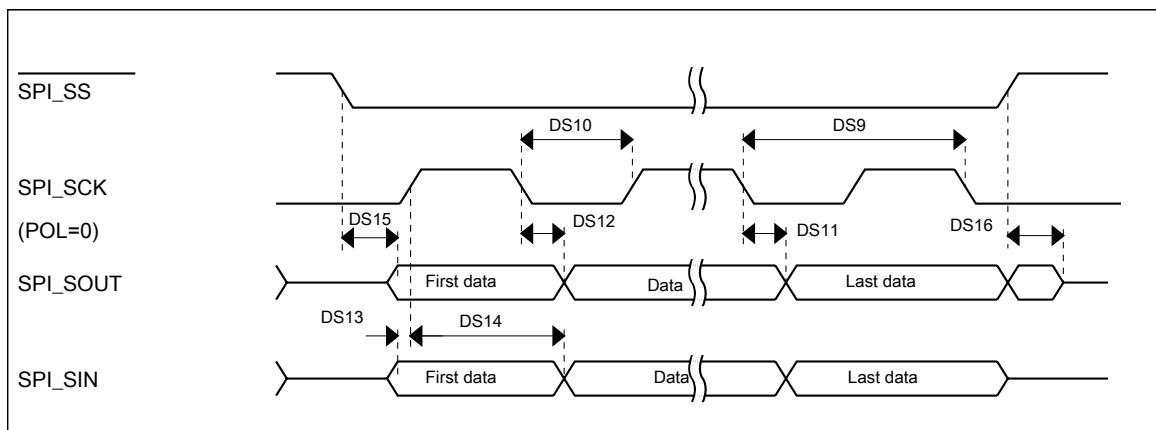 SPI_SS
DS10
DS9
SPI_SCK
(POL=0)
DS15
DS12
DS11
DS16
SPI_SOUT
First data
Data
Last data
DS13
DS14
SPI_SIN
First data
Data
Last data